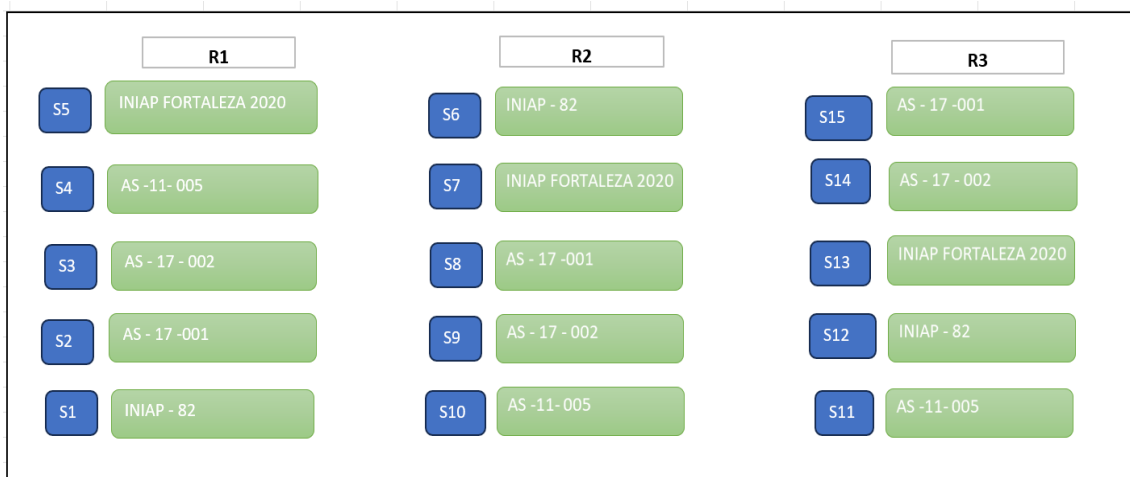 R1
S5 INIAP FORTALEZA 2020
S4 AS -11- 005
S3 AS - 17 - 002
S2 AS - 17 -001
S1 INIAP - 82
R2
S6 INIAP - 82
S7 INIAP FORTALEZA 2020
S8 AS - 17 -001
S9 AS - 17 - 002
S10 AS -11- 005
R3
S15 AS - 17 -001
S14 AS - 17 - 002
S13 INIAP FORTALEZA 2020
S12 INIAP - 82
S11 AS -11- 005